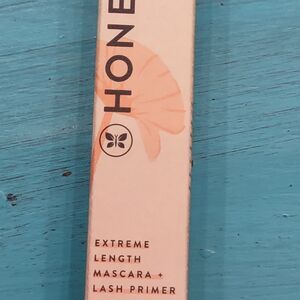 HONE
EXTREME
LENGTH
MASCARA +
LASH PRIMER